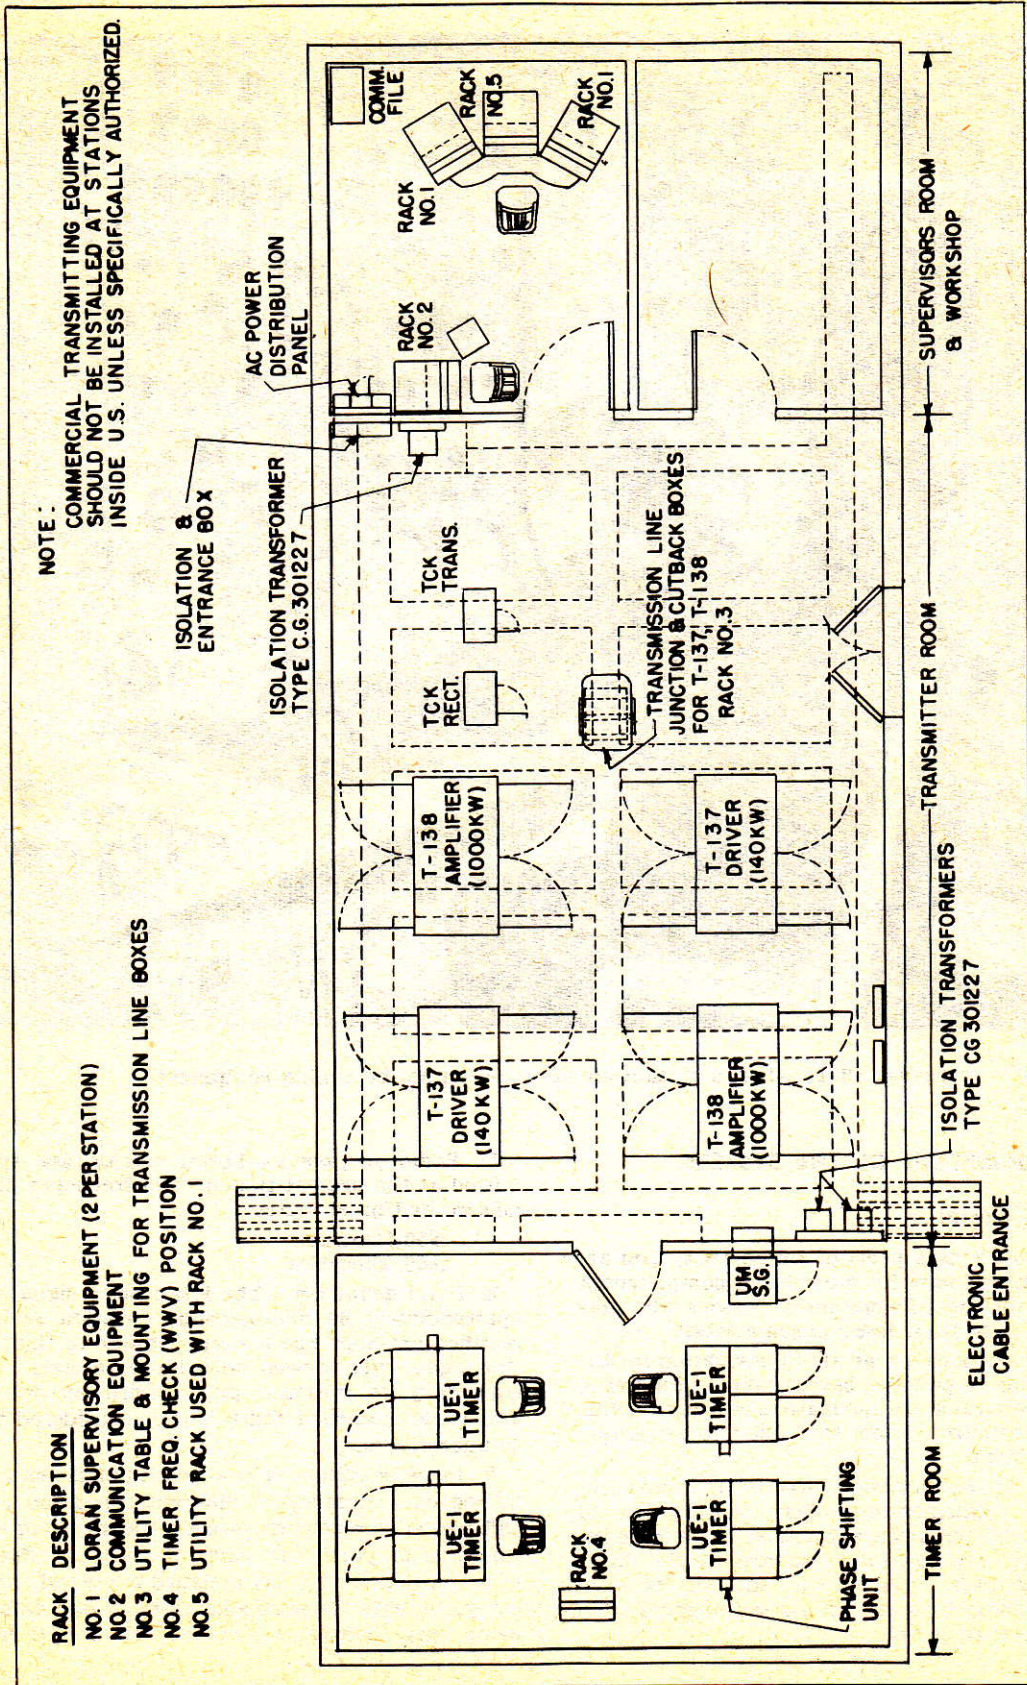 RACK DESCRIPTION
NO. 1 LORAN SUPERVISORY EQUIPMENT (2 PER STATION)
NO. 2 COMMUNICATION EQUIPMENT
NO. 3 UTILITY TABLE & MOUNTING FOR TRANSMISSION LINE BOXES
NO. 4 TIMER FREQ. CHECK (WWV) POSITION
NO. 5 UTILITY RACK USED WITH RACK NO. 1
NOTE:
COMMERCIAL TRANSMITTING EQUIPMENT
SHOULD NOT BE INSTALLED AT STATIONS
INSIDE U.S. UNLESS SPECIFICALLY AUTHORIZED.
ISOLATION &
ENTRANCE BOX
AC POWER
DISTRIBUTION
PANEL
ISOLATION TRANSFORMER
TYPE C.G. 301227
COMM.
FILE
RACK
NO. 1
RACK
NO. 5
RACK
NO. 1
RACK
NO. 2
UE-1
TIMER
UE-1
TIMER
T-137
DRIVER
(140 KW)
T-138
AMPLIFIER
(1000KW)
TCK
RECT.
TCK
TRANS.
RACK
NO. 4
UE-1
TIMER
UE-1
TIMER
UM
S.G.
T-138
AMPLIFIER
(1000KW)
T-137
DRIVER
(140KW)
TRANSMISSION LINE
JUNCTION & CUTBACK BOXES
FOR T-137, T-138
RACK NO. 3
PHASE SHIFTING
UNIT
TIMER ROOM
TRANSMITTER ROOM
SUPERVISORS ROOM
& WORKSHOP
ELECTRONIC
CABLE ENTRANCE
ISOLATION TRANSFORMERS
TYPE CG 301227